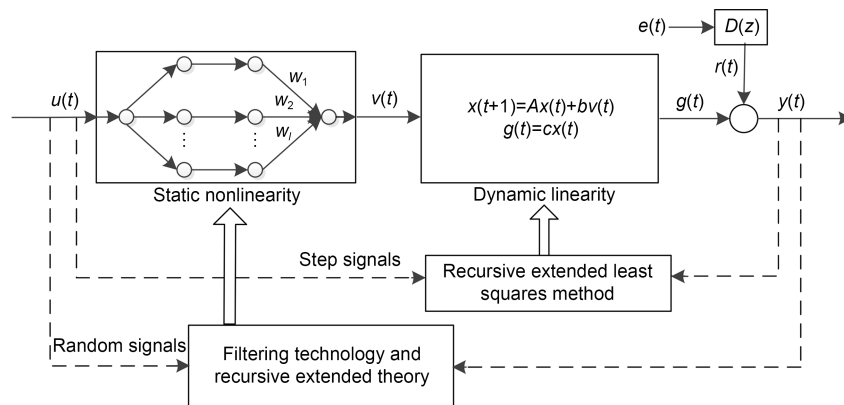 e(t)
D(z)
r(t)
u(t)
w1
w2
wl
⋮
⋮
v(t)
x(t+1)=Ax(t)+bv(t)
g(t)=cx(t)
g(t)
y(t)
Static nonlinearity
Dynamic linearity
Step signals
Recursive extended least
squares method
Random signals
Filtering technology and
recursive extended theory